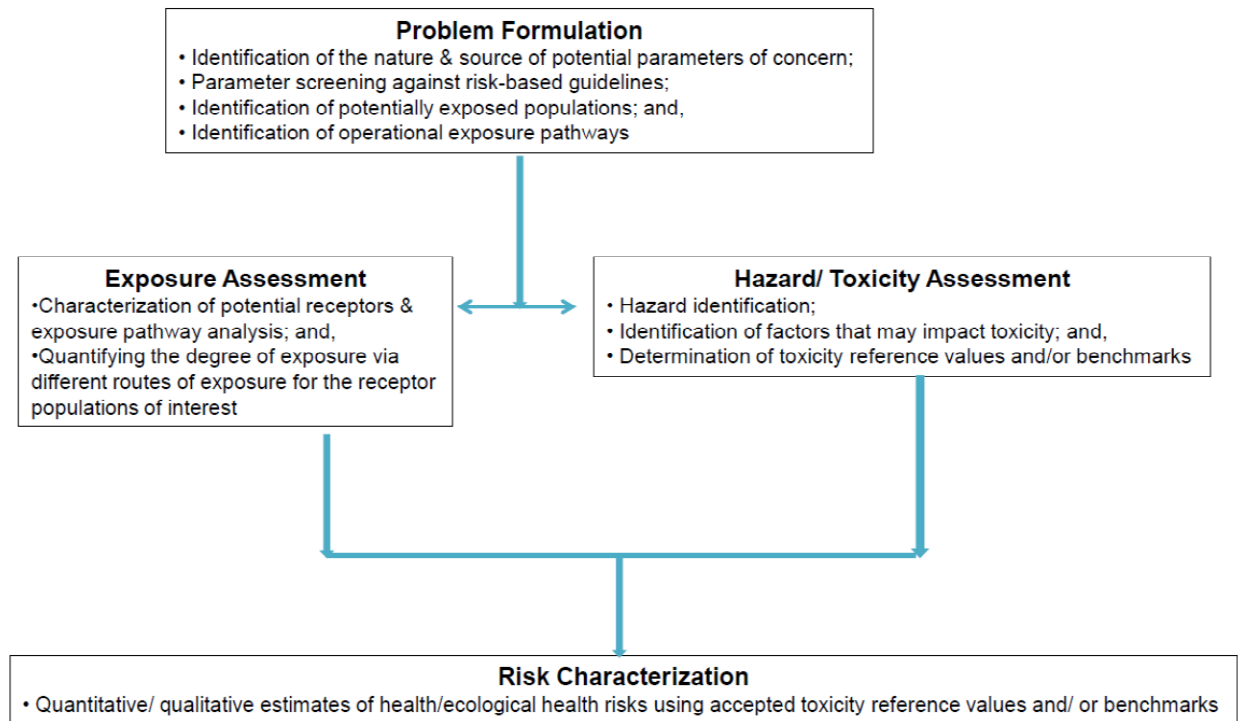 Problem Formulation
• Identification of the nature & source of potential parameters of concern;
• Parameter screening against risk-based guidelines;
• Identification of potentially exposed populations; and,
• Identification of operational exposure pathways
Exposure Assessment
•Characterization of potential receptors &
exposure pathway analysis; and,
•Quantifying the degree of exposure via
different routes of exposure for the receptor
populations of interest
Hazard/ Toxicity Assessment
• Hazard identification;
• Identification of factors that may impact toxicity; and,
• Determination of toxicity reference values and/or benchmarks
Risk Characterization
• Quantitative/ qualitative estimates of health/ecological health risks using accepted toxicity reference values and/ or benchmarks